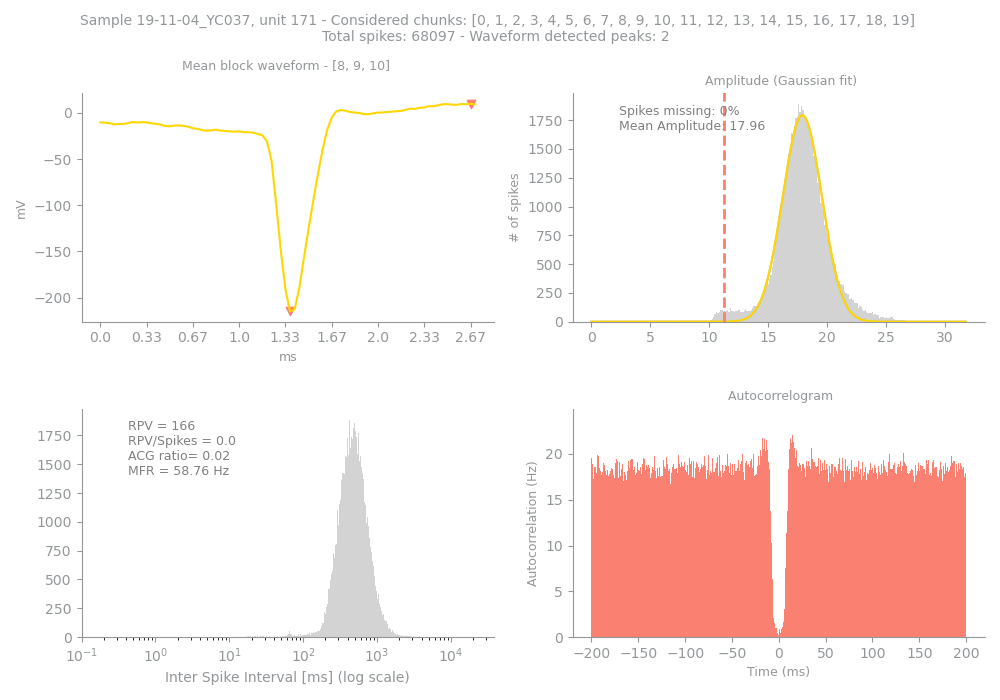 Sample 19-11-04_YC037, unit 171 - Considered chunks: [0, 1, 2, 3, 4, 5, 6, 7, 8, 9, 10, 11, 12, 13, 14, 15, 16, 17, 18, 19]
Total spikes: 68097 - Waveform detected peaks: 2
Mean block waveform - [8, 9, 10]
0
−50
−100
−150
−200
mV
0.0 0.33 0.67 1.0 1.33 1.67 2.0 2.33 2.67
ms
Amplitude (Gaussian fit)
Spikes missing: 0%
Mean Amplitude: 17.96
1750
1500
1250
1000
750
500
250
0
# of spikes
0 5 10 15 20 25 30
RPV = 166
RPV/Spikes = 0.0
ACG ratio= 0.02
MFR = 58.76 Hz
1750
1500
1250
1000
750
500
250
0
10⁻¹ 10⁰ 10¹ 10² 10³ 10⁴
Inter Spike Interval [ms] (log scale)
Autocorrelogram
20
15
10
5
0
Autocorrelation (Hz)
−200 −150 −100 −50 0 50 100 150 200
Time (ms)